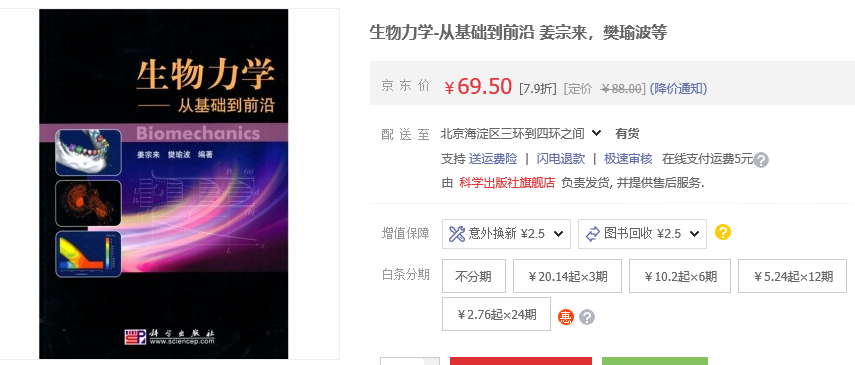 生物力学
—— 从基础到前沿
Biomechanics
姜宗来 樊瑜波 编著
科学出版社
www.sciencep.com
生物力学-从基础到前沿 姜宗来，樊瑜波等
京 东 价 ￥69.50 [7.9折] [定价 ￥88.00] (降价通知)
配 送 至 北京海淀区三环到四环之间 有货
支持 送运费险 | 闪电退款 | 极速审核 在线支付运费5元?
由 科学出版社旗舰店 负责发货, 并提供售后服务.
增值保障 意外换新 ¥2.5 图书回收 ¥2.5 ?
白条分期 不分期 ￥20.14起×3期 ￥10.2起×6期 ￥5.24起×12期
￥2.76起×24期 惠 ?